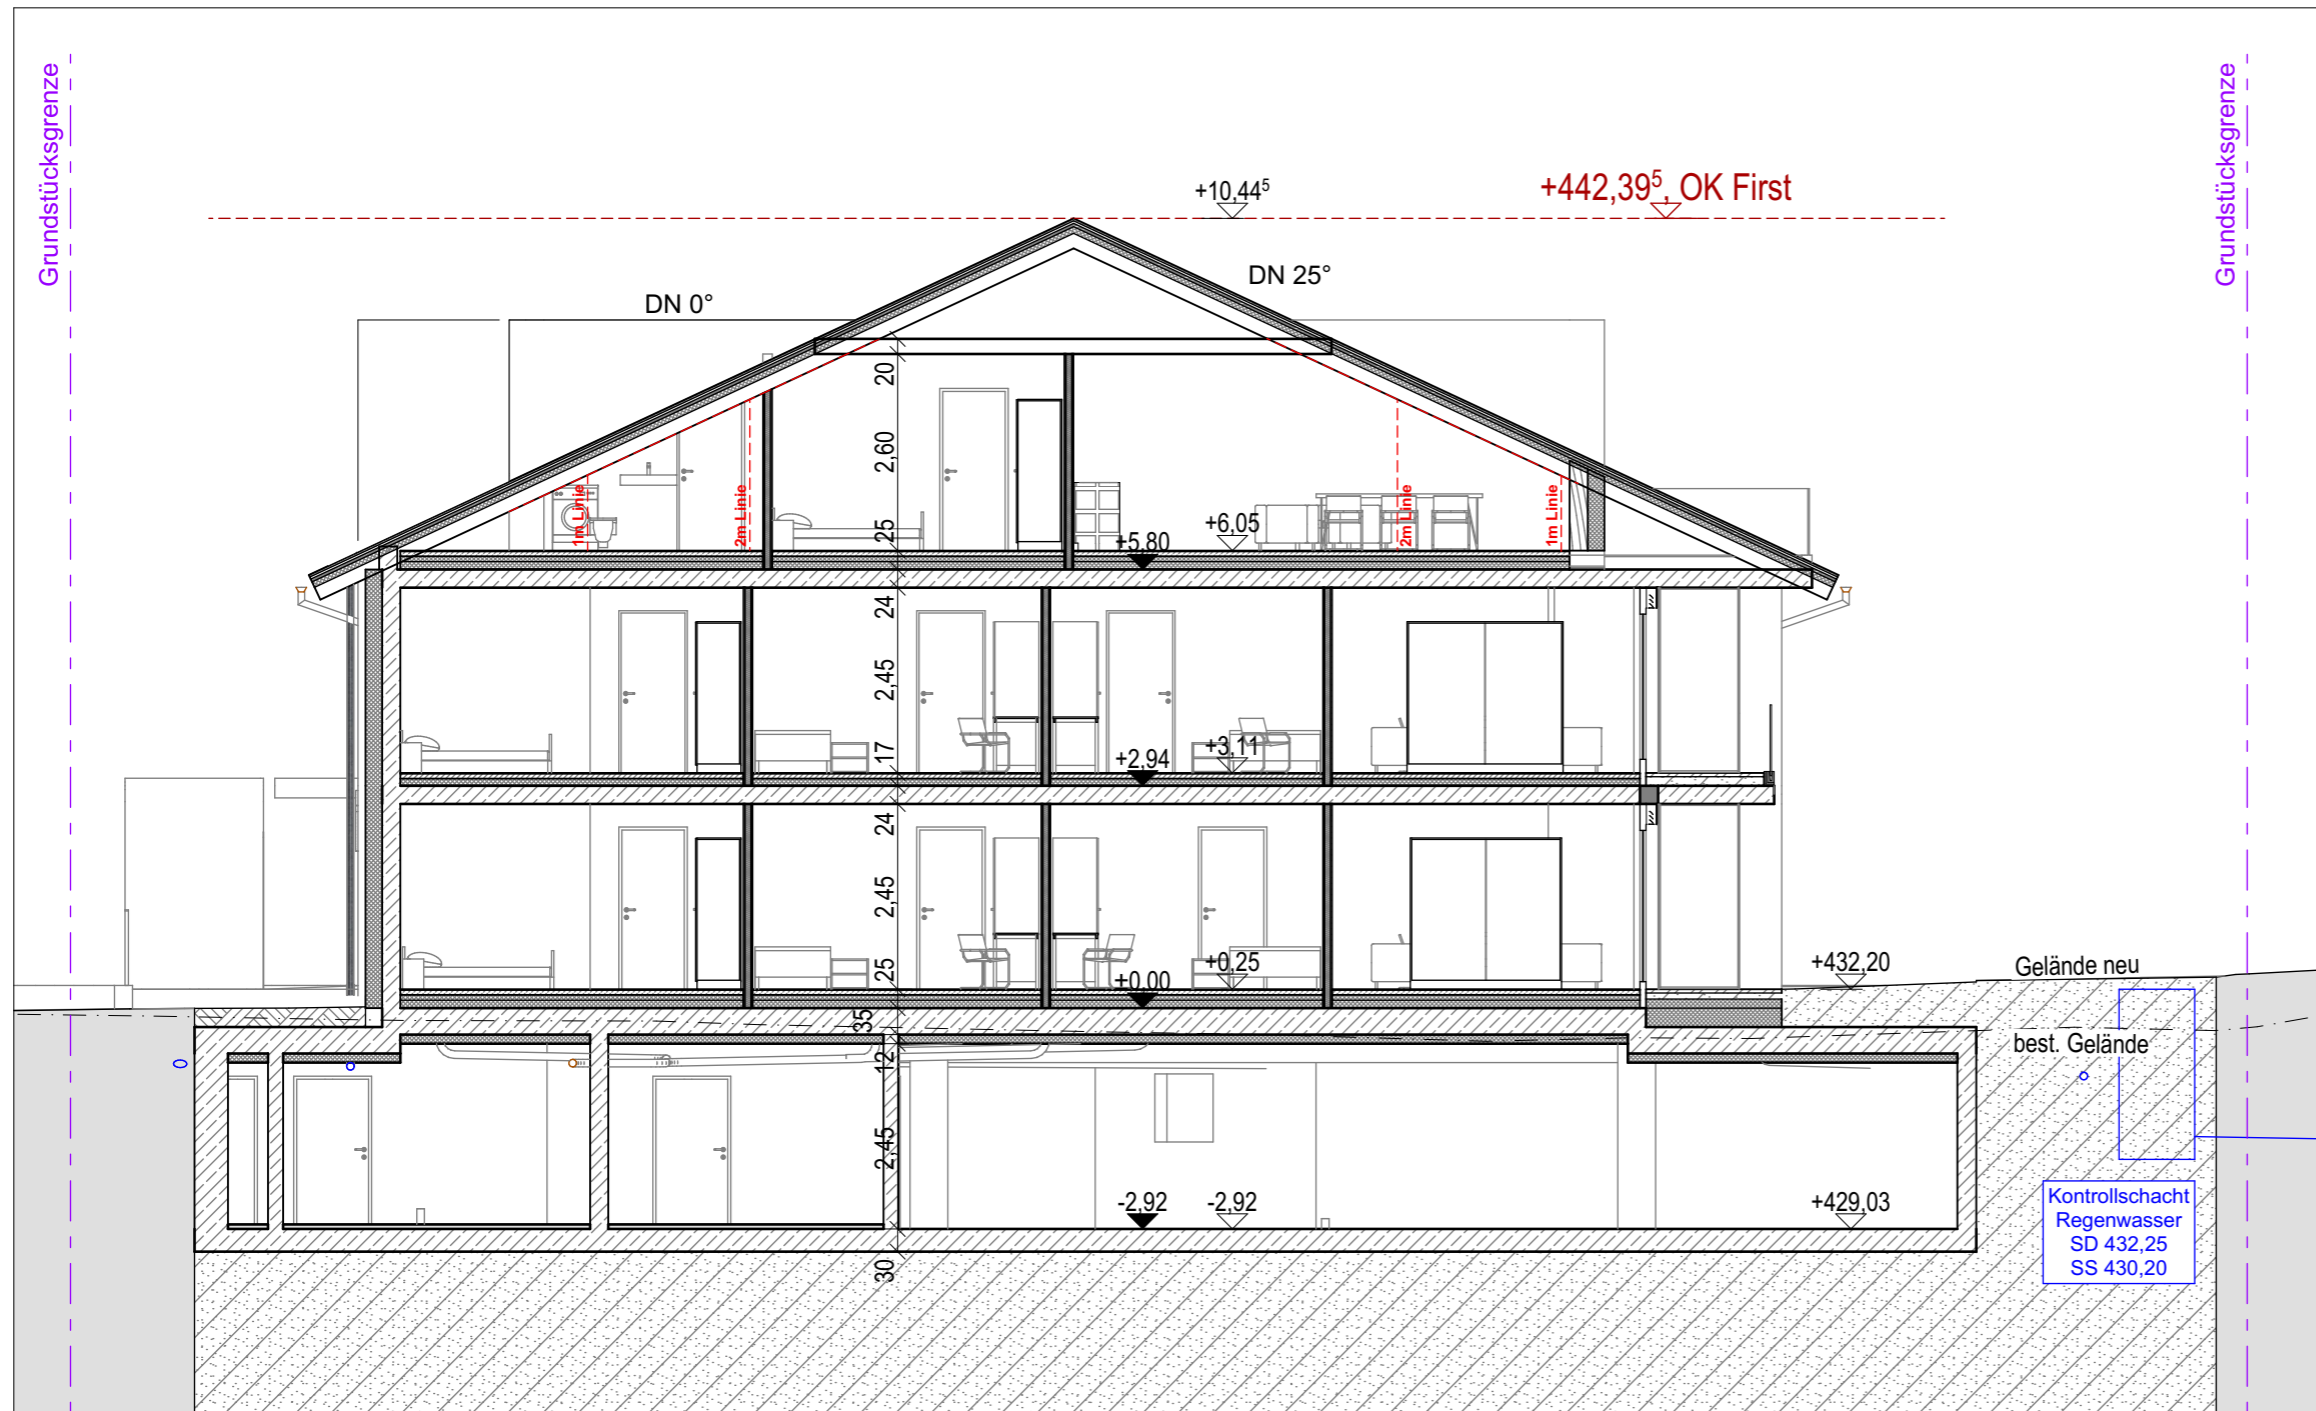 Grundstücksgrenze
Grundstücksgrenze
+10,44⁵
+442,39⁵, OK First
DN 0°
DN 25°
20
2,60
25
1m Linie
2m Linie
2m Linie
1m Linie
+6,05
+5,80
24
2,45
17
+3,11
+2,94
24
2,45
25
+0,25
+0,00
+432,20
Gelände neu
35
12
best. Gelände
2,45
-2,92
-2,92
+429,03
30
Kontrollschacht
Regenwasser
SD 432,25
SS 430,20